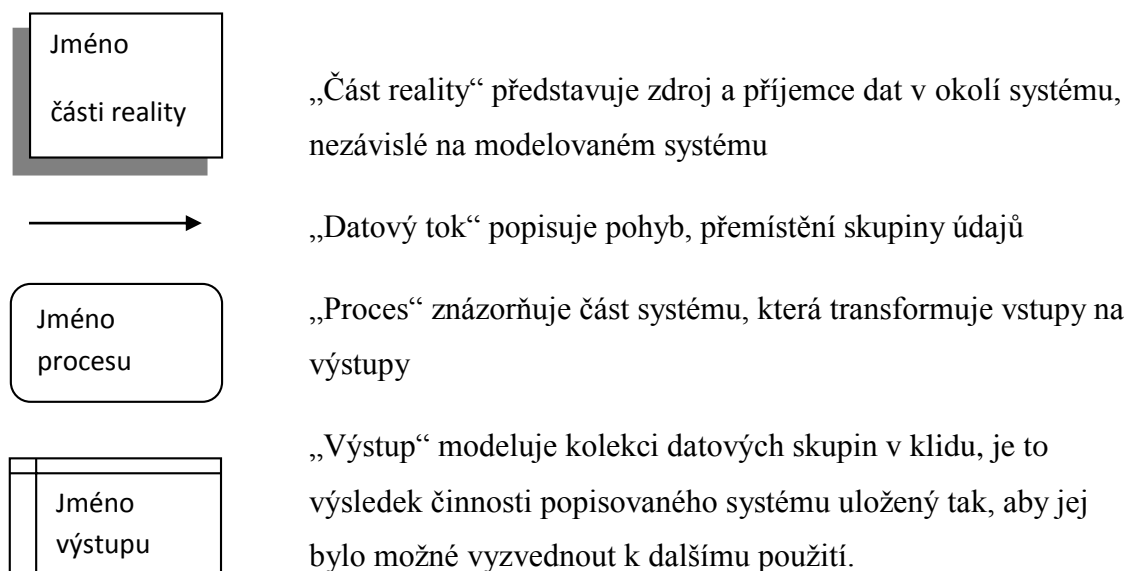 Jméno
části reality
„Část reality“ představuje zdroj a příjemce dat v okolí systému,
nezávislé na modelovaném systému
„Datový tok“ popisuje pohyb, přemístění skupiny údajů
Jméno
procesu
„Proces“ znázorňuje část systému, která transformuje vstupy na
výstupy
Jméno
výstupu
„Výstup“ modeluje kolekci datových skupin v klidu, je to
výsledek činnosti popisovaného systému uložený tak, aby jej
bylo možné vyzvednout k dalšímu použití.